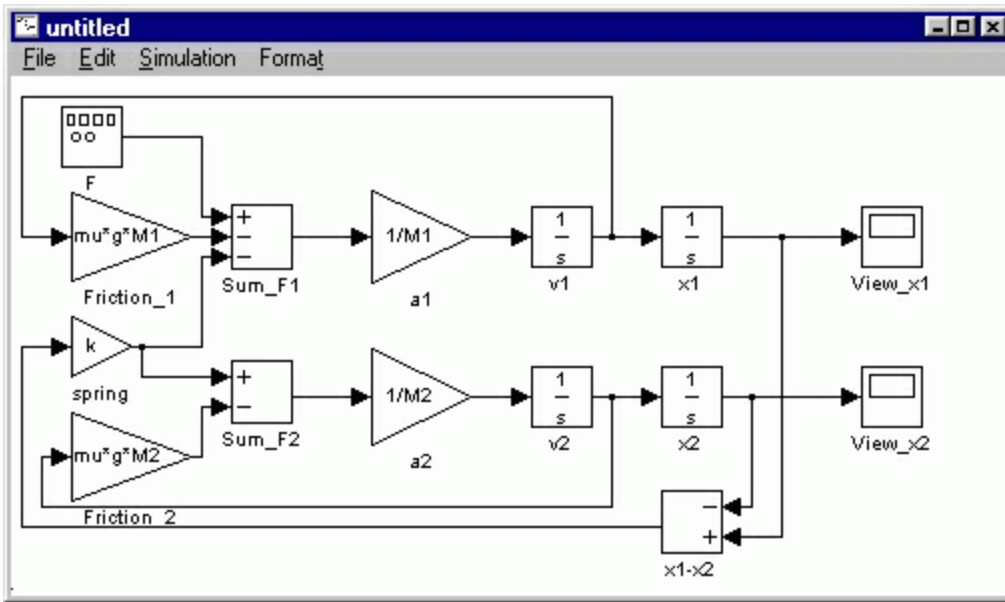 untitled
File Edit Simulation Format
F
mu*g*M1
Friction_1
+
-
-
Sum_F1
1/M1
a1
1
s
v1
1
s
x1
View_x1
k
spring
mu*g*M2
Friction_2
+
-
Sum_F2
1/M2
a2
1
s
v2
1
s
x2
View_x2
-
+
x1-x2